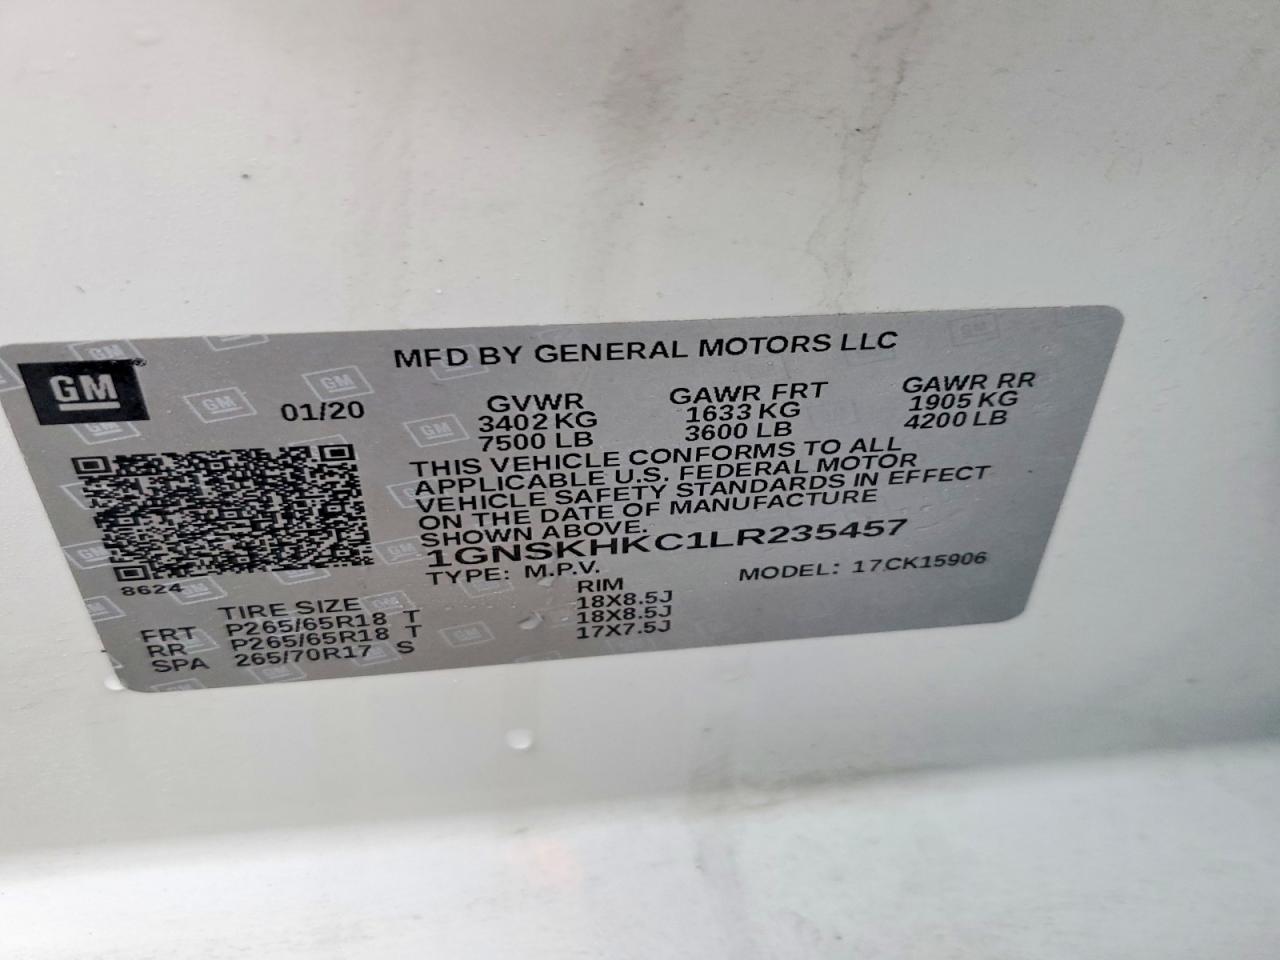 MFD BY GENERAL MOTORS LLC
GM
01/20
GVWR GAWR FRT GAWR RR
3402 KG 1633 KG 1905 KG
7500 LB 3600 LB 4200 LB
THIS VEHICLE CONFORMS TO ALL
APPLICABLE U.S. FEDERAL MOTOR
VEHICLE SAFETY STANDARDS IN EFFECT
ON THE DATE OF MANUFACTURE
SHOWN ABOVE.
1GNSKHKC1LR235457
TYPE: M.P.V. MODEL: 17CK15906
8624
TIRE SIZE RIM
FRT P265/65R18 T 18X8.5J
RR P265/65R18 T 18X8.5J
SPA 265/70R17 S 17X7.5J